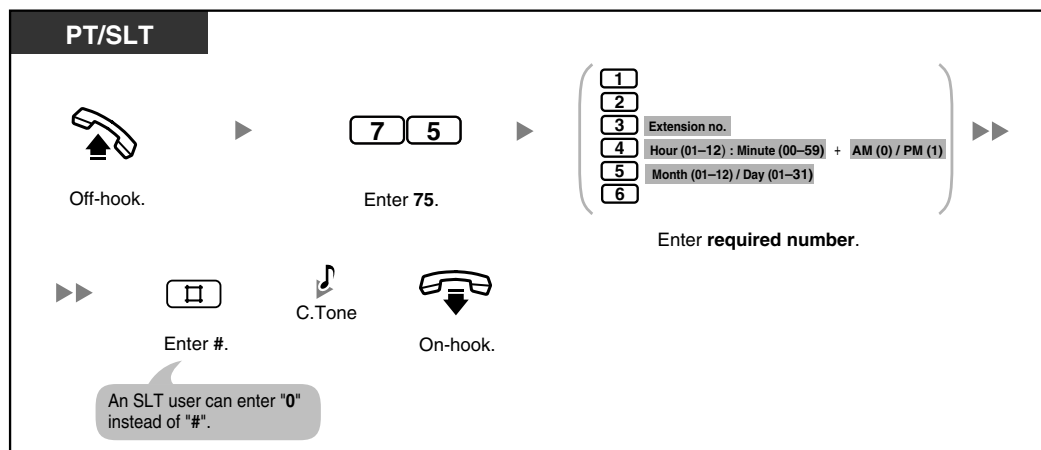 PT/SLT
1
2
3 Extension no.
4 Hour (01–12) : Minute (00–59) + AM (0) / PM (1)
5 Month (01–12) / Day (01–31)
6
7 5
Off-hook.
Enter 75.
Enter required number.
C.Tone
Enter #.
On-hook.
An SLT user can enter "0"
instead of "#".